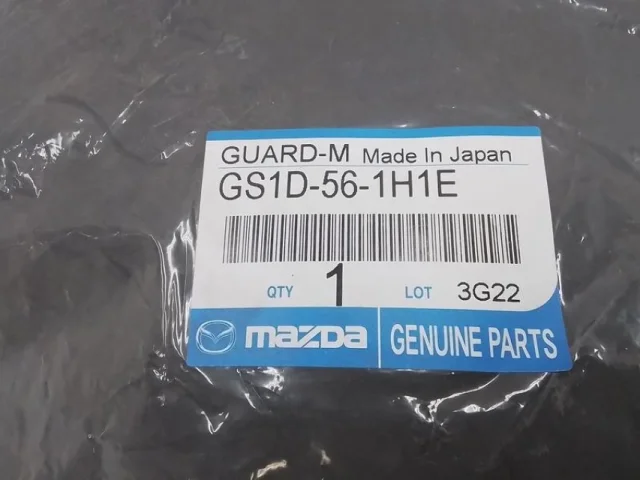 GUARD-M Made In Japan
GS1D-56-1H1E
QTY 1 LOT 3G22
mazda GENUINE PARTS